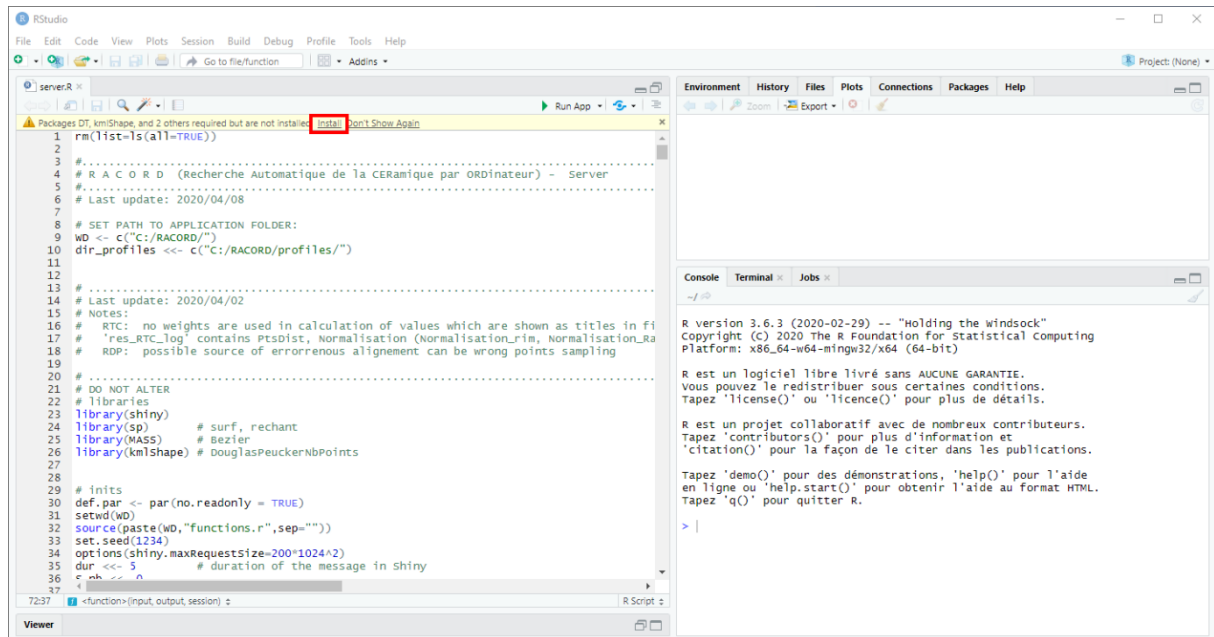 RStudio
File Edit Code View Plots Session Build Debug Profile Tools Help
Go to file/function Addins Project: (None)
server.R
Run App
Packages DT, kmlShape, and 2 others required but are not installed. Install Don't Show Again
1 rm(list=ls(all=TRUE))
2
3 #................................................................................
4 # R A C O R D (Recherche Automatique de la CERamique par ORDinateur) - Server
5 #................................................................................
6 # Last update: 2020/04/08
7
8 # SET PATH TO APPLICATION FOLDER:
9 WD <- c("C:/RACORD/")
10 dir_profiles <<- c("C:/RACORD/profiles/")
11
12
13 # ...............................................................................
14 # Last update: 2020/04/02
15 # Notes:
16 # RTC: no weights are used in calculation of values which are shown as titles in fi
17 # 'res_RTC_log' contains PtsDist, Normalisation (Normalisation_rim, Normalisation_Ra
18 # RDP: possible source of errorrenous alignement can be wrong points sampling
19
20 # ...............................................................................
21 # DO NOT ALTER
22 # libraries
23 library(shiny)
24 library(sp) # surf, rechant
25 library(MASS) # Bezier
26 library(kmlShape) # DouglasPeuckerNbPoints
27
28
29 # inits
30 def.par <- par(no.readonly = TRUE)
31 setwd(WD)
32 source(paste(WD,"functions.r",sep=""))
33 set.seed(1234)
34 options(shiny.maxRequestSize=200*1024^2)
35 dur <<- 5 # duration of the message in Shiny
36
37
72:37 <function>(input, output, session) R Script
Viewer
Environment History Files Plots Connections Packages Help
Zoom Export
Console Terminal Jobs
~/
R version 3.6.3 (2020-02-29) -- "Holding the Windsock"
Copyright (C) 2020 The R Foundation for Statistical Computing
Platform: x86_64-w64-mingw32/x64 (64-bit)
R est un logiciel libre livré sans AUCUNE GARANTIE.
Vous pouvez le redistribuer sous certaines conditions.
Tapez 'license()' ou 'licence()' pour plus de détails.
R est un projet collaboratif avec de nombreux contributeurs.
Tapez 'contributors()' pour plus d'information et
'citation()' pour la façon de le citer dans les publications.
Tapez 'demo()' pour des démonstrations, 'help()' pour l'aide
en ligne ou 'help.start()' pour obtenir l'aide au format HTML.
Tapez 'q()' pour quitter R.
>